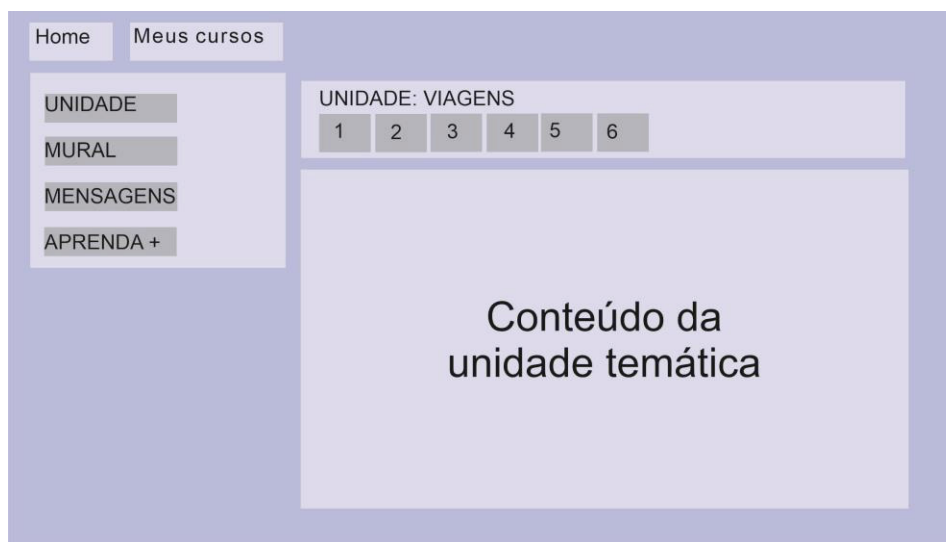 Home
Meus cursos
UNIDADE
MURAL
MENSAGENS
APRENDA +
UNIDADE: VIAGENS
1 2 3 4 5 6
Conteúdo da
unidade temática